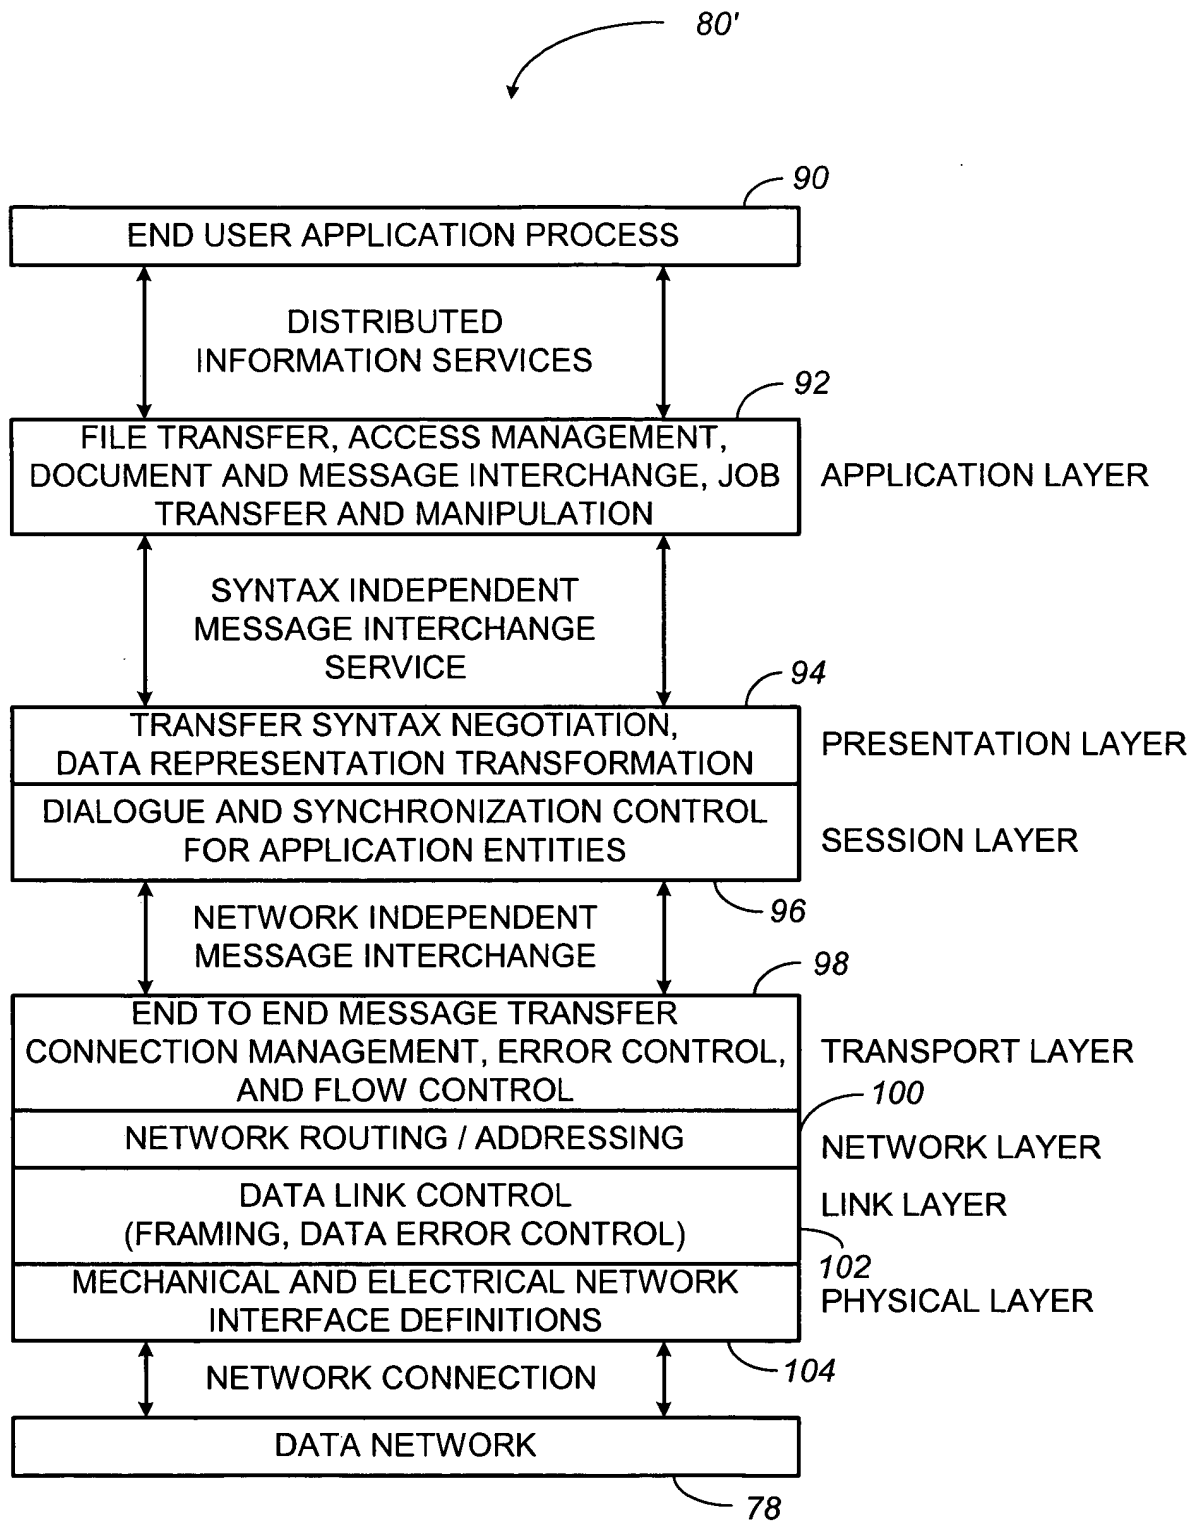 80'
90
END USER APPLICATION PROCESS
DISTRIBUTED
INFORMATION SERVICES
92
FILE TRANSFER, ACCESS MANAGEMENT,
DOCUMENT AND MESSAGE INTERCHANGE, JOB
TRANSFER AND MANIPULATION
APPLICATION LAYER
SYNTAX INDEPENDENT
MESSAGE INTERCHANGE
SERVICE
94
TRANSFER SYNTAX NEGOTIATION,
DATA REPRESENTATION TRANSFORMATION
PRESENTATION LAYER
DIALOGUE AND SYNCHRONIZATION CONTROL
FOR APPLICATION ENTITIES
SESSION LAYER
96
NETWORK INDEPENDENT
MESSAGE INTERCHANGE
98
END TO END MESSAGE TRANSFER
CONNECTION MANAGEMENT, ERROR CONTROL,
AND FLOW CONTROL
TRANSPORT LAYER
100
NETWORK ROUTING / ADDRESSING
NETWORK LAYER
DATA LINK CONTROL
(FRAMING, DATA ERROR CONTROL)
LINK LAYER
102
MECHANICAL AND ELECTRICAL NETWORK
INTERFACE DEFINITIONS
PHYSICAL LAYER
104
NETWORK CONNECTION
DATA NETWORK
78